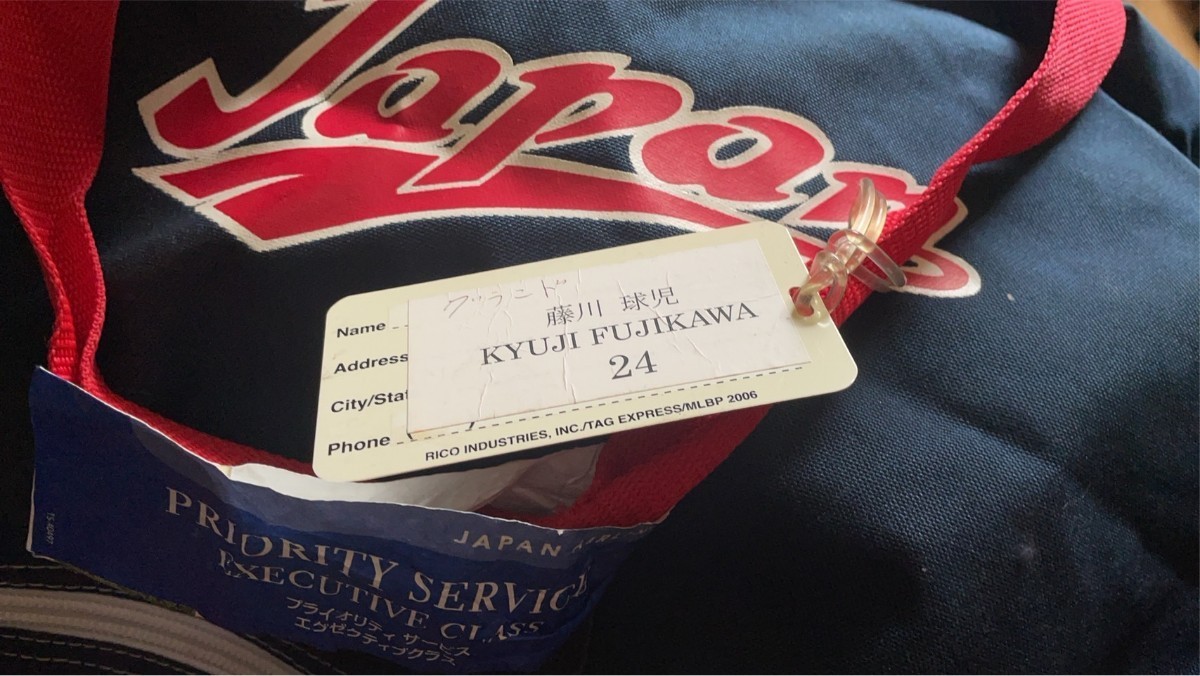 Japan
グラウンド
藤川 球児
KYUJI FUJIKAWA
24
Name
Address
City/Stat
Phone
RICO INDUSTRIES, INC./TAG EXPRESS/MLBP 2006
JAPAN AIRLINES
PRIORITY SERVICE
EXECUTIVE CLASS
プライオリティ サービス
エグゼクティブクラス